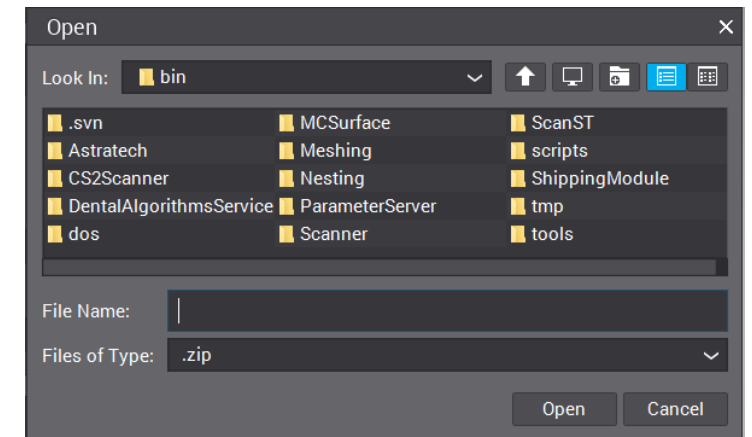 Open
Look In: bin
.svn MCSurface ScanST
Astratech Meshing scripts
CS2Scanner Nesting ShippingModule
DentalAlgorithmsService ParameterServer tmp
dos Scanner tools
File Name:
Files of Type: .zip
Open Cancel